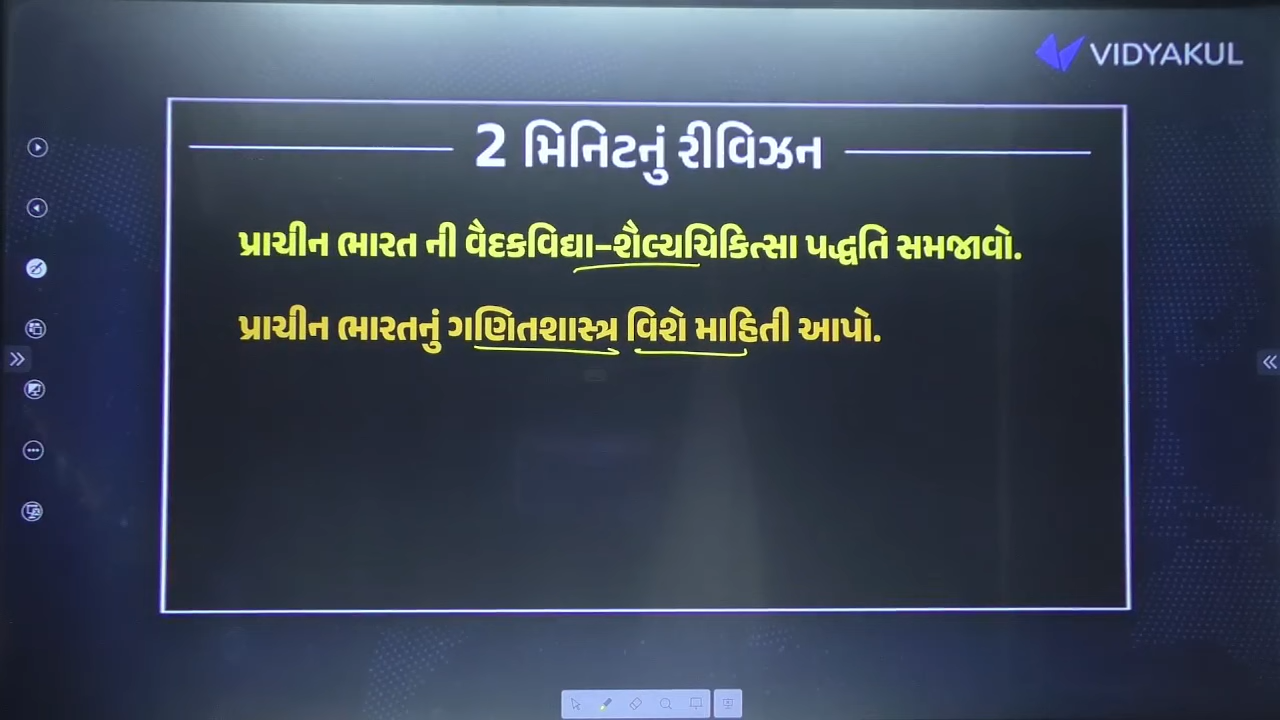 VIDYAKUL
2 મિનિટનું રીવિઝન
પ્રાચીન ભારત ની વૈદકવિદ્યા-શૈલ્યચિકિત્સા પદ્ધતિ સમજાવો.
પ્રાચીન ભારતનું ગણિતશાસ્ત્ર વિશે માહિતી આપો.